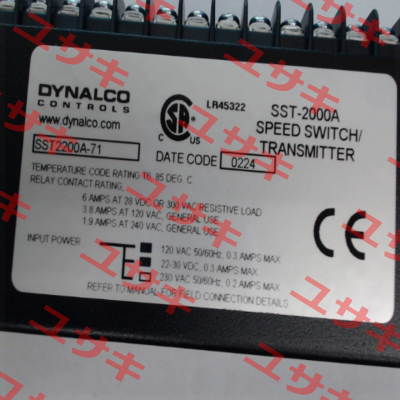 DYNALCO
CONTROLS
www.dynalco.com
SST2200A-71
LR45322
C US
DATE CODE 0224
SST-2000A
SPEED SWITCH/
TRANSMITTER
TEMPERATURE CODE RATING T6, 85 DEG. C
RELAY CONTACT RATING:
6 AMPS AT 28 VDC OR 300 VAC/RESISTIVE LOAD
3.8 AMPS AT 120 VAC, GENERAL USE
1.9 AMPS AT 240 VAC, GENERAL USE
CE
INPUT POWER
120 VAC 50/60Hz, 0.3 AMPS MAX
22-30 VDC, 0.3 AMPS MAX
230 VAC 50/60Hz, 0.2 AMPS MAX
REFER TO MANUAL FOR FIELD CONNECTION DETAILS
ユサキ
ユサキ
ユサキ
ユサキ
ユサキ